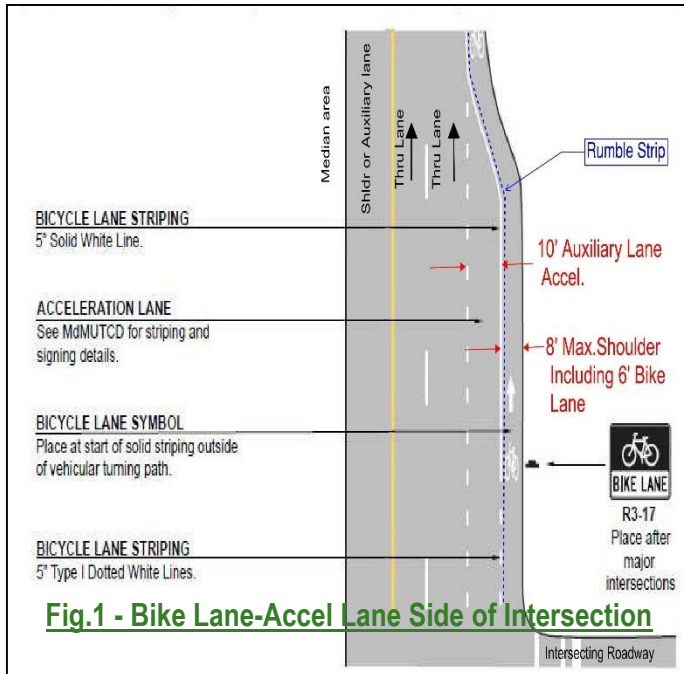 Median area
Shldr or Auxiliary lane
Thru Lane
Thru Lane
Rumble Strip
BICYCLE LANE STRIPING
5" Solid White Line.
10' Auxiliary Lane
Accel.
ACCELERATION LANE
See MdMUTCD for striping and
signing details.
8' Max.Shoulder
Including 6' Bike
Lane
BICYCLE LANE SYMBOL
Place at start of solid striping outside
of vehicular turning path.
BIKE LANE
R3-17
Place after
major
intersections
BICYCLE LANE STRIPING
5" Type I Dotted White Lines.
Fig.1 - Bike Lane-Accel Lane Side of Intersection
Intersecting Roadway